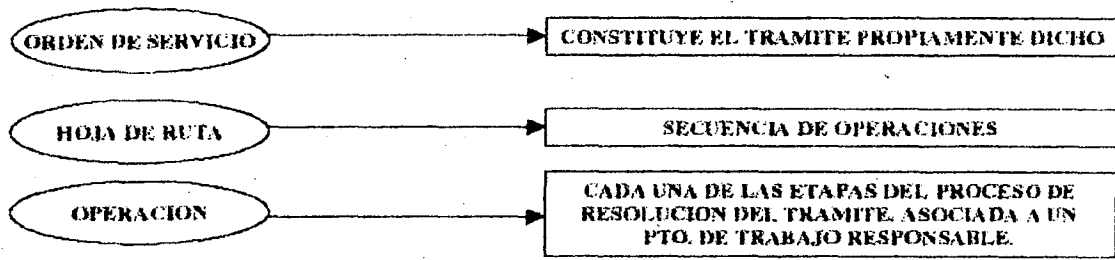 ORDEN DE SERVICIO
CONSTITUYE EL TRAMITE PROPIAMENTE DICHO
HOJA DE RUTA
SECUENCIA DE OPERACIONES
OPERACION
CADA UNA DE LAS ETAPAS DEL PROCESO DE
RESOLUCION DEL TRAMITE, ASOCIADA A UN
PTO. DE TRABAJO RESPONSABLE.